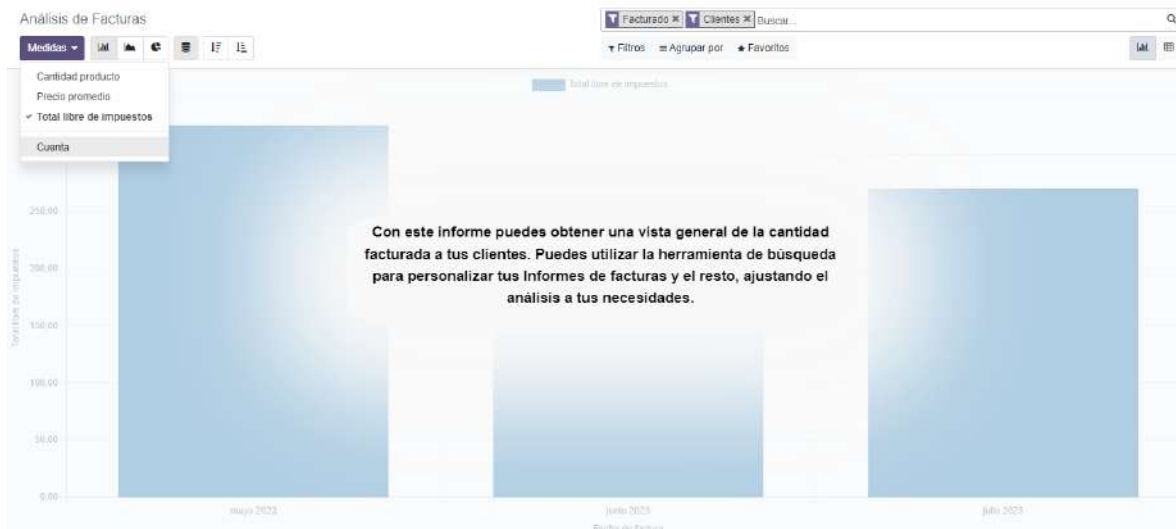 Análisis de Facturas
Facturado × Clientes × Buscar...
Medidas
Filtros Agrupar por Favoritos
Cantidad producto
Precio promedio
Total libre de impuestos
Cuenta
Total libre de impuestos
Con este informe puedes obtener una vista general de la cantidad
facturada a tus clientes. Puedes utilizar la herramienta de búsqueda
para personalizar tus Informes de facturas y el resto, ajustando el
análisis a tus necesidades.
250.00
200.00
150.00
100.00
50.00
0.00
Total libre de impuestos
mayo 2023
junio 2023
julio 2023
Fecha de factura